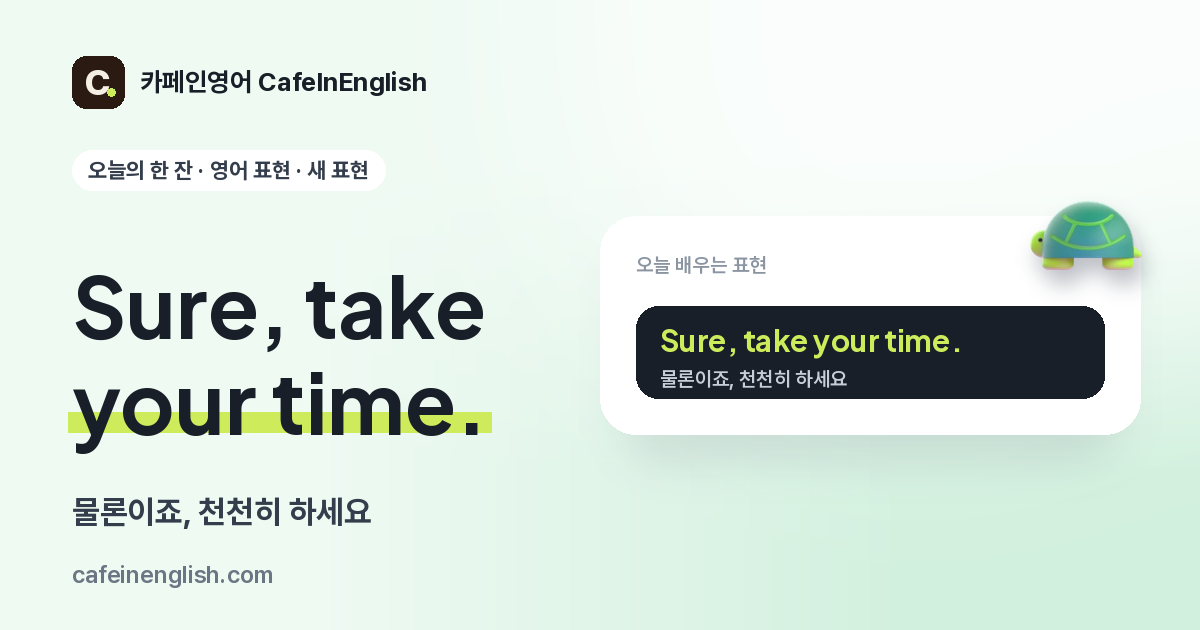 C
카페인영어 CafeInEnglish
오늘의 한 잔 · 영어 표현 · 새 표현
Sure, take
your time.
물론이죠, 천천히 하세요
cafeinenglish.com
오늘 배우는 표현
Sure, take your time.
물론이죠, 천천히 하세요